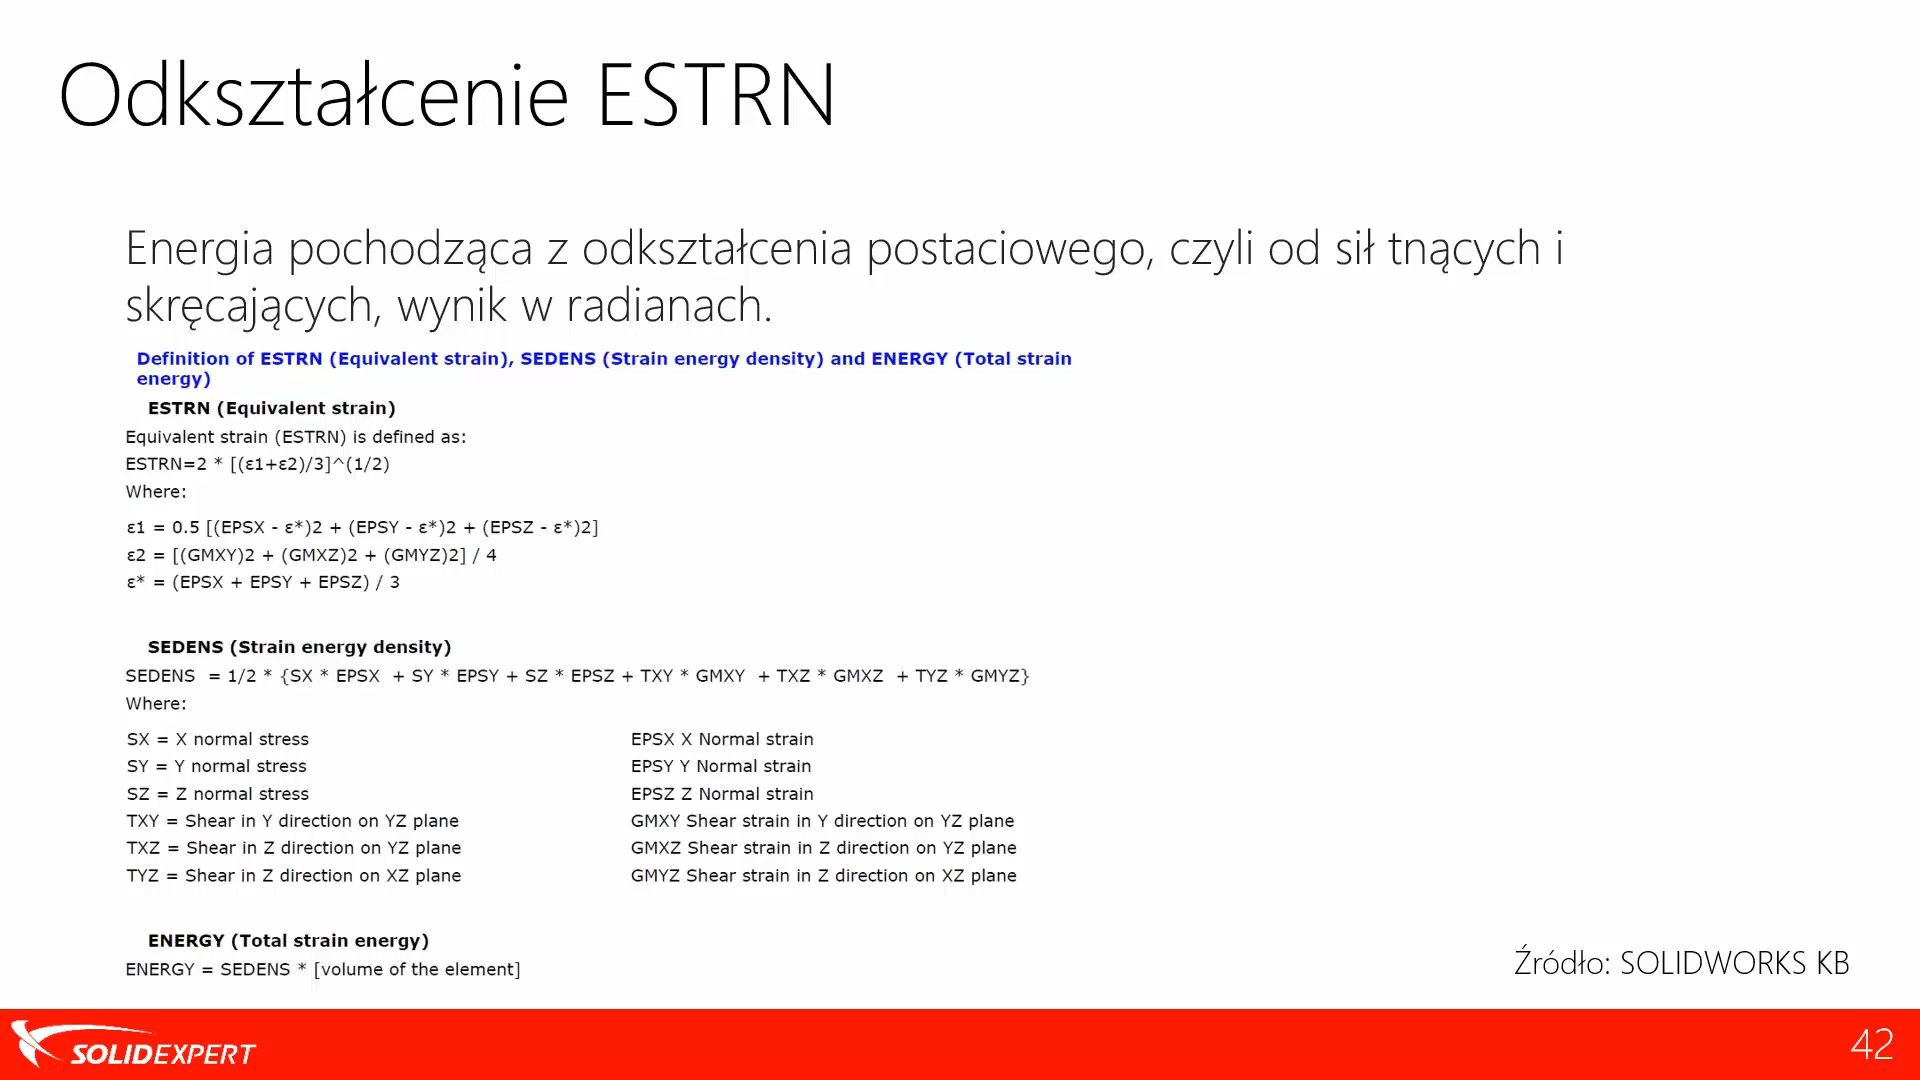 Odkształcenie ESTRN
Energia pochodząca z odkształcenia postaciowego, czyli od sił tnących i
skręcających, wynik w radianach.
Definition of ESTRN (Equivalent strain), SEDENS (Strain energy density) and ENERGY (Total strain
energy)
ESTRN (Equivalent strain)
Equivalent strain (ESTRN) is defined as:
ESTRN=2 * [(ε1+ε2)/3]^(1/2)
Where:
ε1 = 0.5 [(EPSX - ε*)2 + (EPSY - ε*)2 + (EPSZ - ε*)2]
ε2 = [(GMXY)2 + (GMXZ)2 + (GMYZ)2] / 4
ε* = (EPSX + EPSY + EPSZ) / 3
SEDENS (Strain energy density)
SEDENS = 1/2 * {SX * EPSX + SY * EPSY + SZ * EPSZ + TXY * GMXY + TXZ * GMXZ + TYZ * GMYZ}
Where:
SX = X normal stress EPSX X Normal strain
SY = Y normal stress EPSY Y Normal strain
SZ = Z normal stress EPSZ Z Normal strain
TXY = Shear in Y direction on YZ plane GMXY Shear strain in Y direction on YZ plane
TXZ = Shear in Z direction on YZ plane GMXZ Shear strain in Z direction on YZ plane
TYZ = Shear in Z direction on XZ plane GMYZ Shear strain in Z direction on XZ plane
ENERGY (Total strain energy)
ENERGY = SEDENS * [volume of the element]
Źródło: SOLIDWORKS KB
SOLIDEXPERT
42